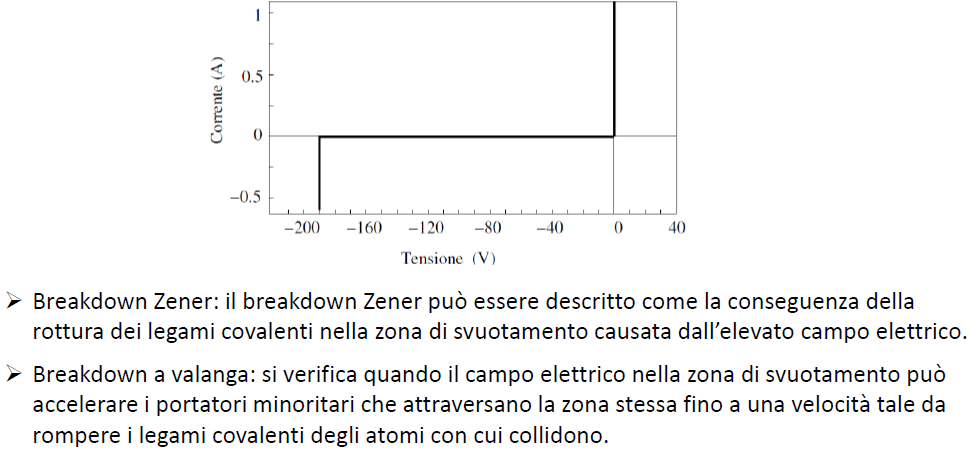 1
0.5
0
−0.5
Corrente (A)
−200 −160 −120 −80 −40 0 40
Tensione (V)
➢ Breakdown Zener: il breakdown Zener può essere descritto come la conseguenza della
rottura dei legami covalenti nella zona di svuotamento causata dall’elevato campo elettrico.
➢ Breakdown a valanga: si verifica quando il campo elettrico nella zona di svuotamento può
accelerare i portatori minoritari che attraversano la zona stessa fino a una velocità tale da
rompere i legami covalenti degli atomi con cui collidono.